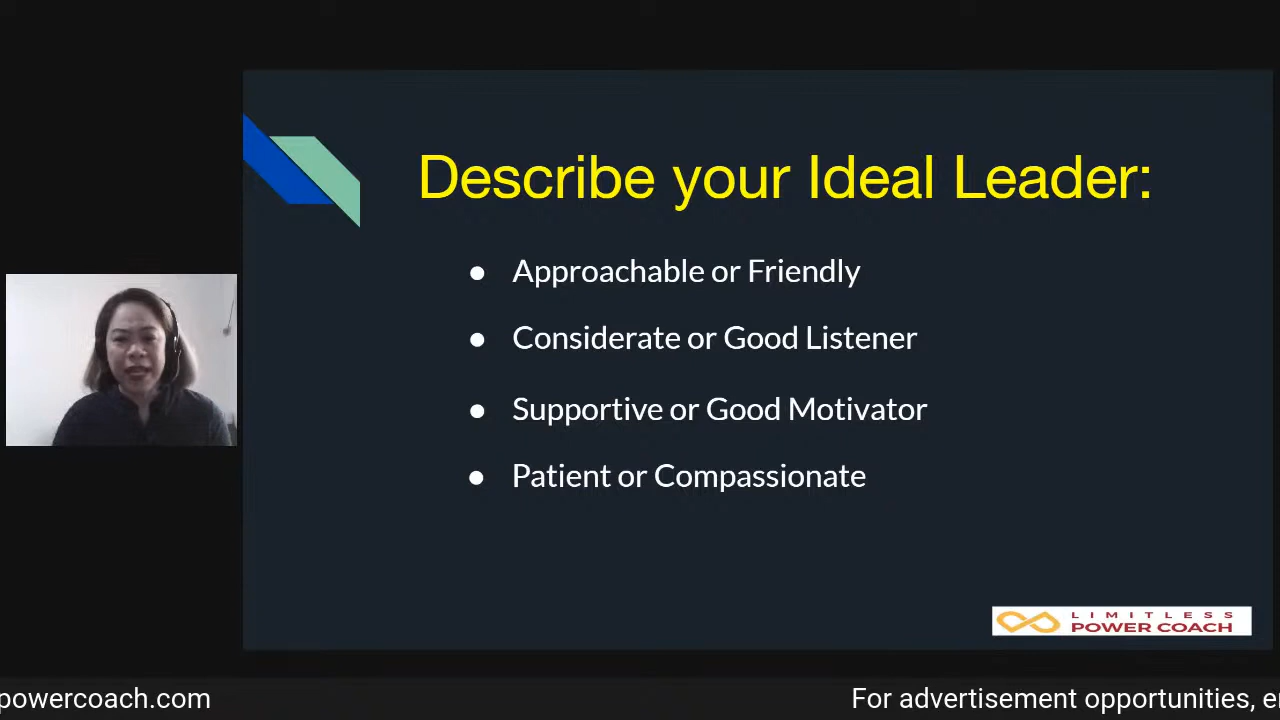 Describe your Ideal Leader:
● Approachable or Friendly
● Considerate or Good Listener
● Supportive or Good Motivator
● Patient or Compassionate
LIMITLESS
POWER COACH
powercoach.com
For advertisement opportunities,